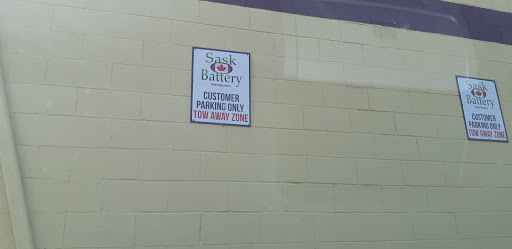 Sask
Battery
CUSTOMER
PARKING ONLY
TOW AWAY ZONE
Sask
Battery
CUSTOMER
PARKING ONLY
TOW AWAY ZONE